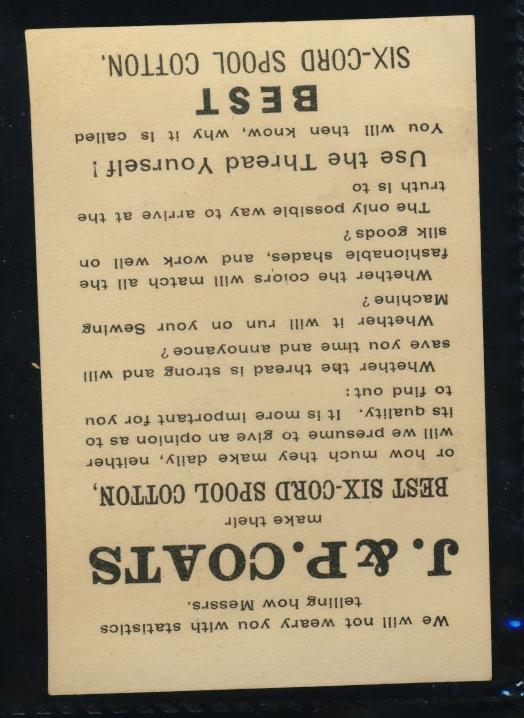 We will not weary you with statistics
telling how Messrs.
J. & P. COATS
make their
BEST SIX-CORD SPOOL COTTON,
or how much they make daily, neither
will we presume to give an opinion as to
its quality. It is more important for you
to find out:
Whether the thread is strong and will
save you time and annoyance?
Whether it will run on your Sewing
Machine?
Whether the colors will match all the
fashionable shades, and work well on
silk goods?
The only possible way to arrive at the
truth is to
Use the Thread Yourself!
You will then know, why it is called
BEST
SIX-CORD SPOOL COTTON.